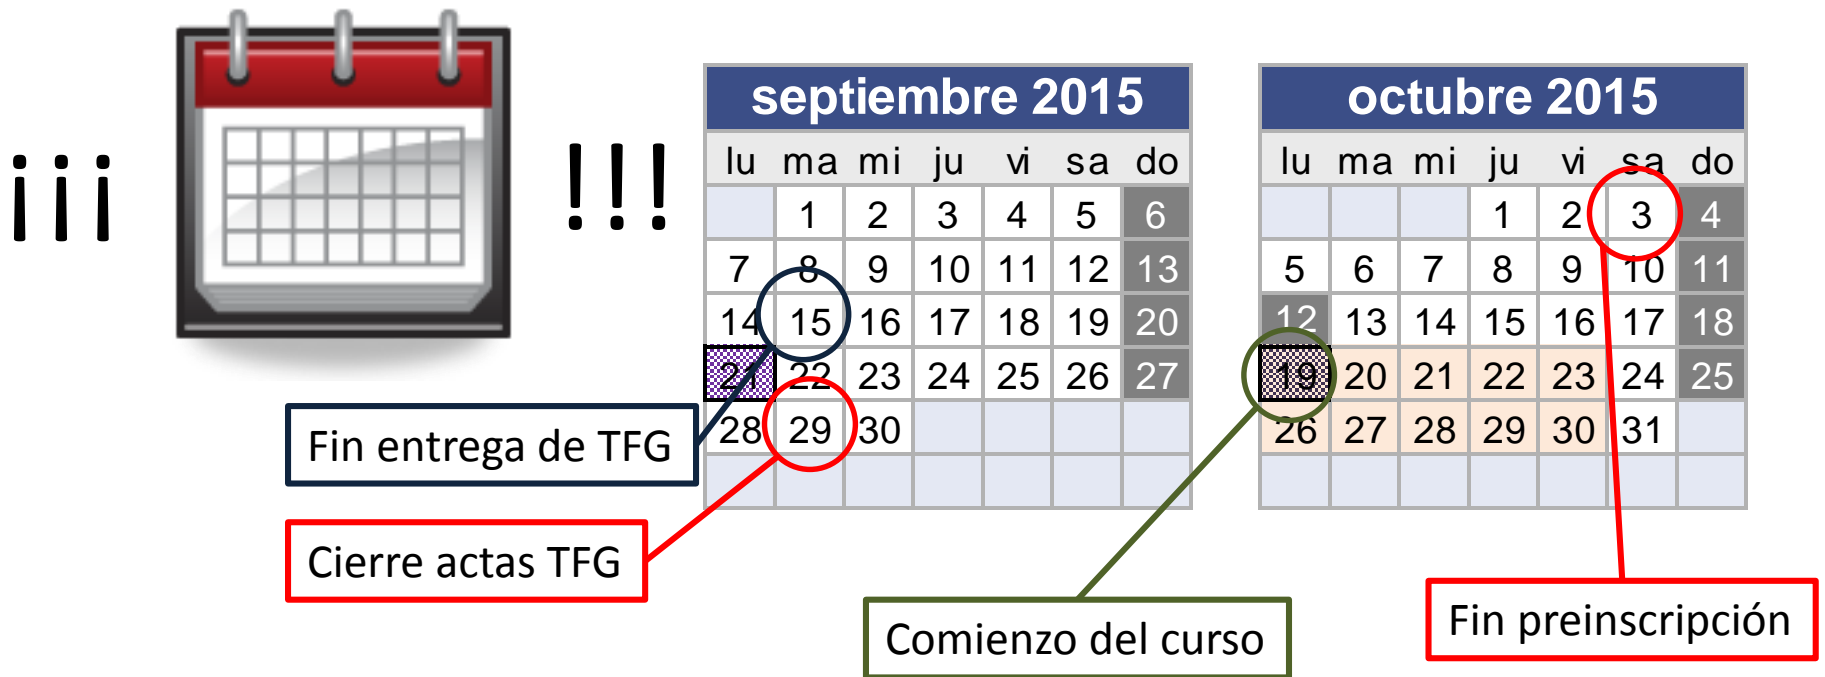 ¡¡¡ !!!
septiembre 2015
lu ma mi ju vi sa do
1 2 3 4 5 6
7 8 9 10 11 12 13
14 15 16 17 18 19 20
21 22 23 24 25 26 27
28 29 30
octubre 2015
lu ma mi ju vi sa do
1 2 3 4
5 6 7 8 9 10 11
12 13 14 15 16 17 18
19 20 21 22 23 24 25
26 27 28 29 30 31
Fin entrega de TFG
Cierre actas TFG
Comienzo del curso
Fin preinscripción